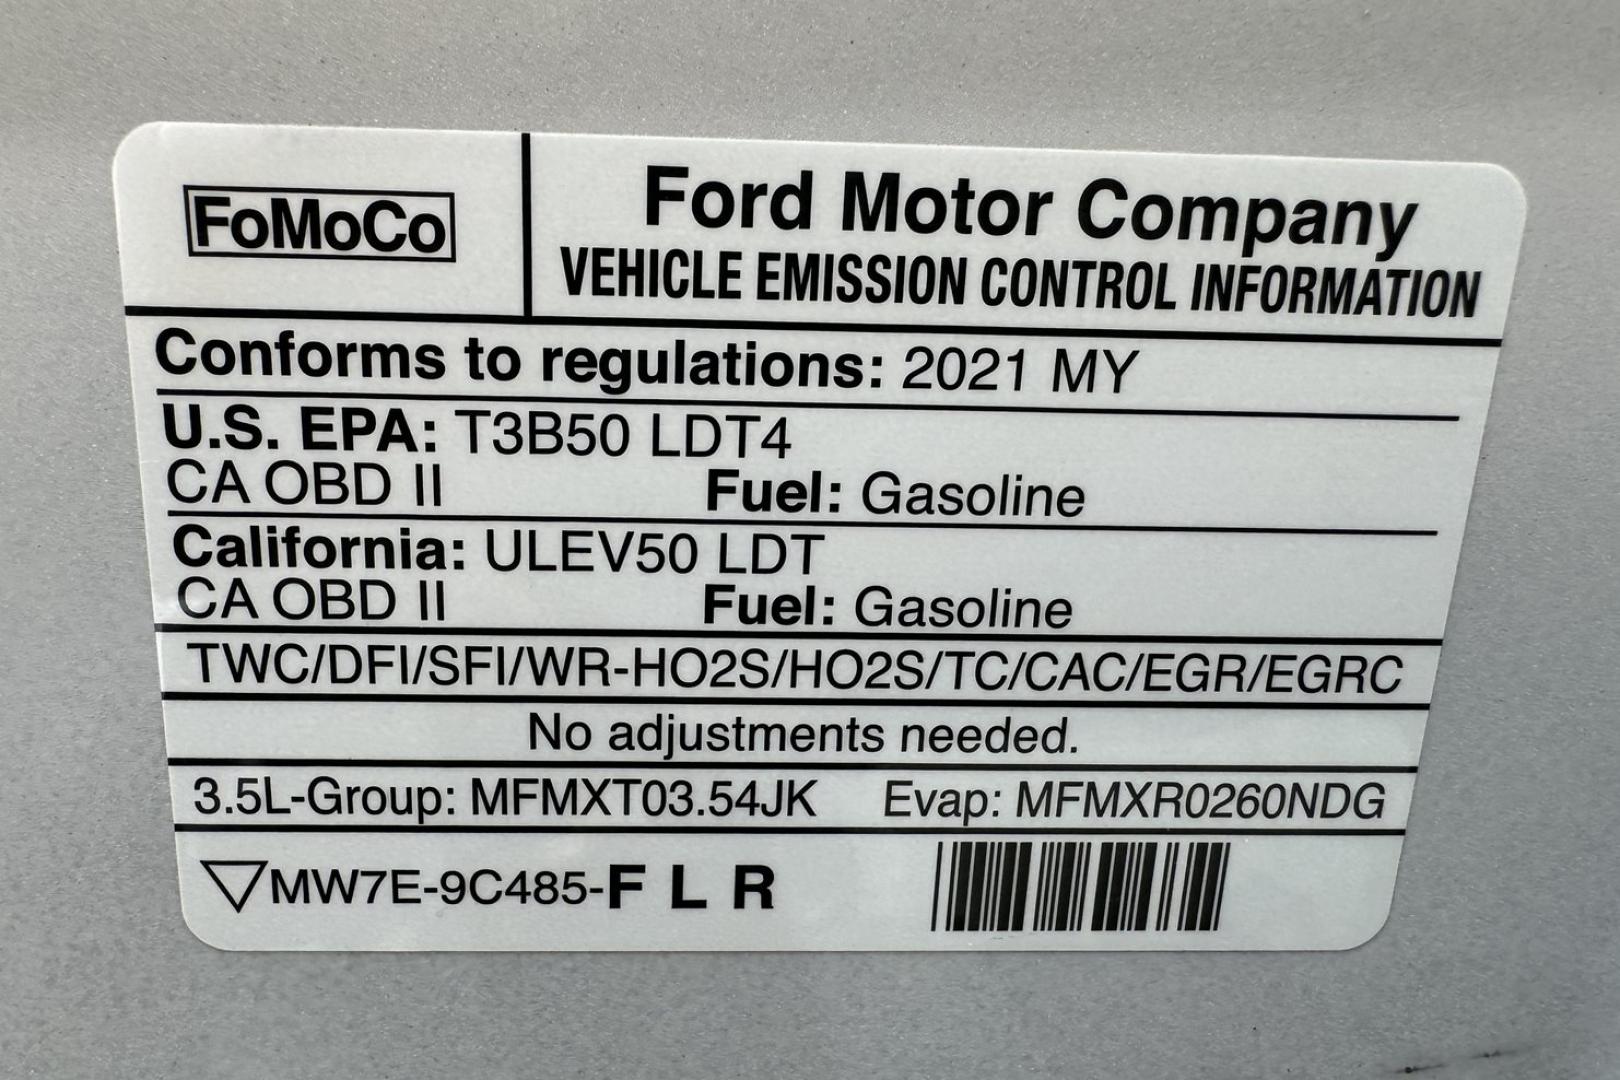 FoMoCo
Ford Motor Company
VEHICLE EMISSION CONTROL INFORMATION
Conforms to regulations: 2021 MY
U.S. EPA: T3B50 LDT4
CA OBD II Fuel: Gasoline
California: ULEV50 LDT
CA OBD II Fuel: Gasoline
TWC/DFI/SFI/WR-HO2S/HO2S/TC/CAC/EGR/EGRC
No adjustments needed.
3.5L-Group: MFMXT03.54JK Evap: MFMXR0260NDG
MW7E-9C485-F L R